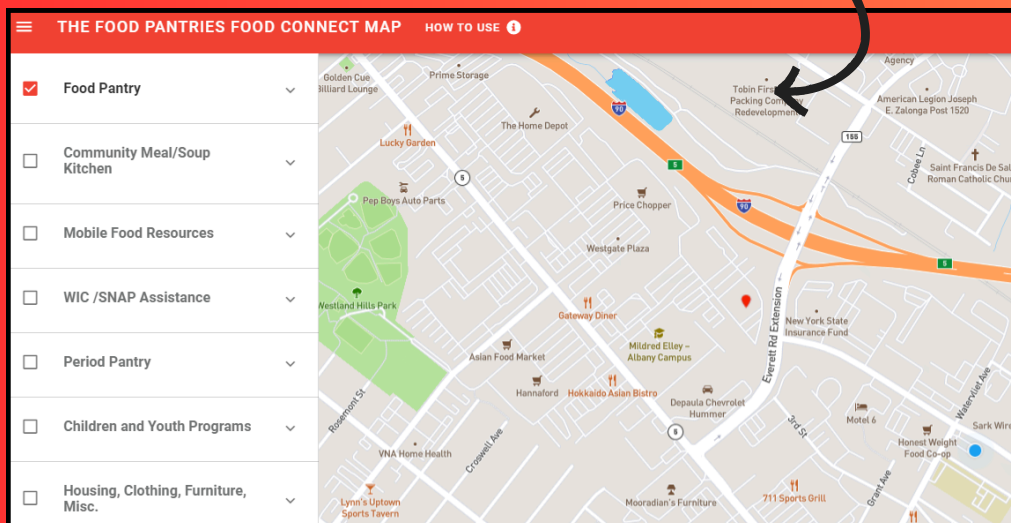 THE FOOD PANTRIES FOOD CONNECT MAP
HOW TO USE i
Food Pantry
Community Meal/Soup
Kitchen
Mobile Food Resources
WIC /SNAP Assistance
Period Pantry
Children and Youth Programs
Housing, Clothing, Furniture,
Misc.
Golden Cue
Billiard Lounge
Prime Storage
The Home Depot
Lucky Garden
90
5
5
Pep Boys Auto Parts
Price Chopper
90
Westgate Plaza
Westland Hills Park
Gateway Diner
Asian Food Market
Mildred Elley –
Albany Campus
Hannaford
Hokkaido Asian Bistro
Depaula Chevrolet
Hummer
5
Rosemont St
VNA Home Health
Croswell Ave
Lynn's Uptown
Sports Tavern
Mooradian's Furniture
711 Sports Grill
Tobin
Packing
Redevelopment
Agency
American Legion Joseph
E. Zalonga Post 1520
155
Cobee Ln
Saint Francis De
Roman Catholic
5
Everett Rd Extension
New York State
Insurance Fund
3rd St
Motel 6
Watervliet Ave
Sark
Honest Weight
Food Co-op
Grant Ave